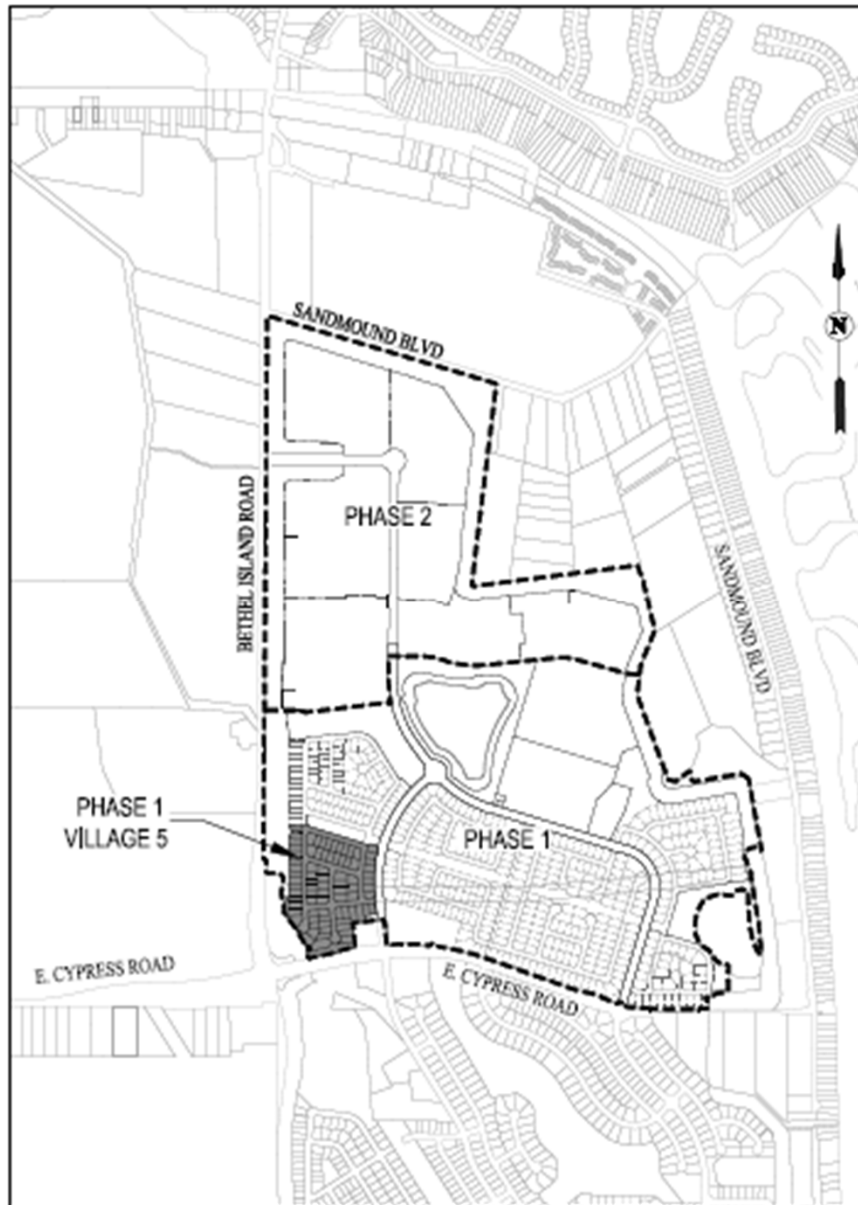 SANDMOUND BLVD
N
BETHEL ISLAND ROAD
PHASE 2
SANDMOUND BLVD
PHASE 1
VILLAGE 5
PHASE 1
E. CYPRESS ROAD
E. CYPRESS ROAD